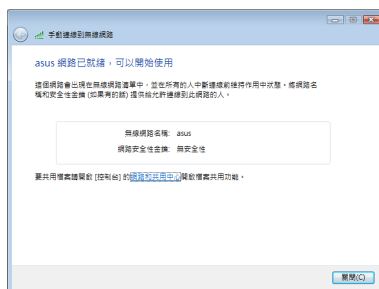 手動連線到無線網路
asus 網路已就緒，可以開始使用
這個網路會出現在無線網路清單中，並在所有的人中斷連線前維持作用中狀態。將網路名
稱和安全性金鑰 (如果有的話) 提供給允許連線到此網路的人。
無線網路名稱: asus
網路安全性金鑰: 無安全性
要共用檔案請開啟 [控制台] 的網路和共用中心開啟檔案共用功能。
關閉(C)